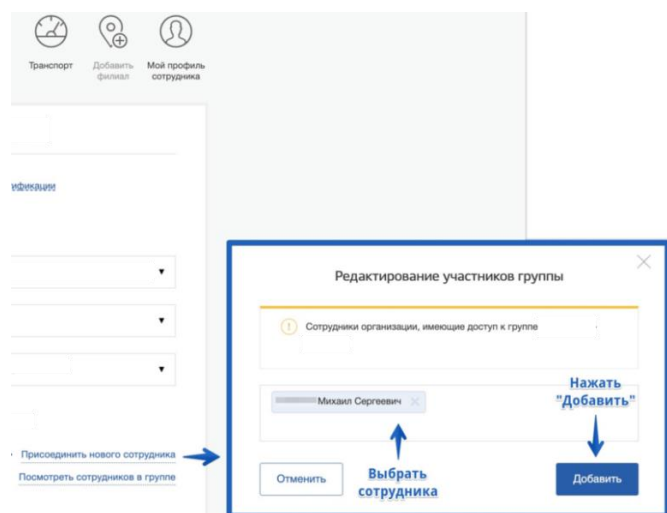 Транспорт
Добавить
филиал
Мой профиль
сотрудника
ификации
Присоединить нового сотрудника
Посмотреть сотрудников в группе
Редактирование участников группы
Сотрудники организации, имеющие доступ к группе
Михаил Сергеевич
Нажать
"Добавить"
Отменить
Выбрать
сотрудника
Добавить